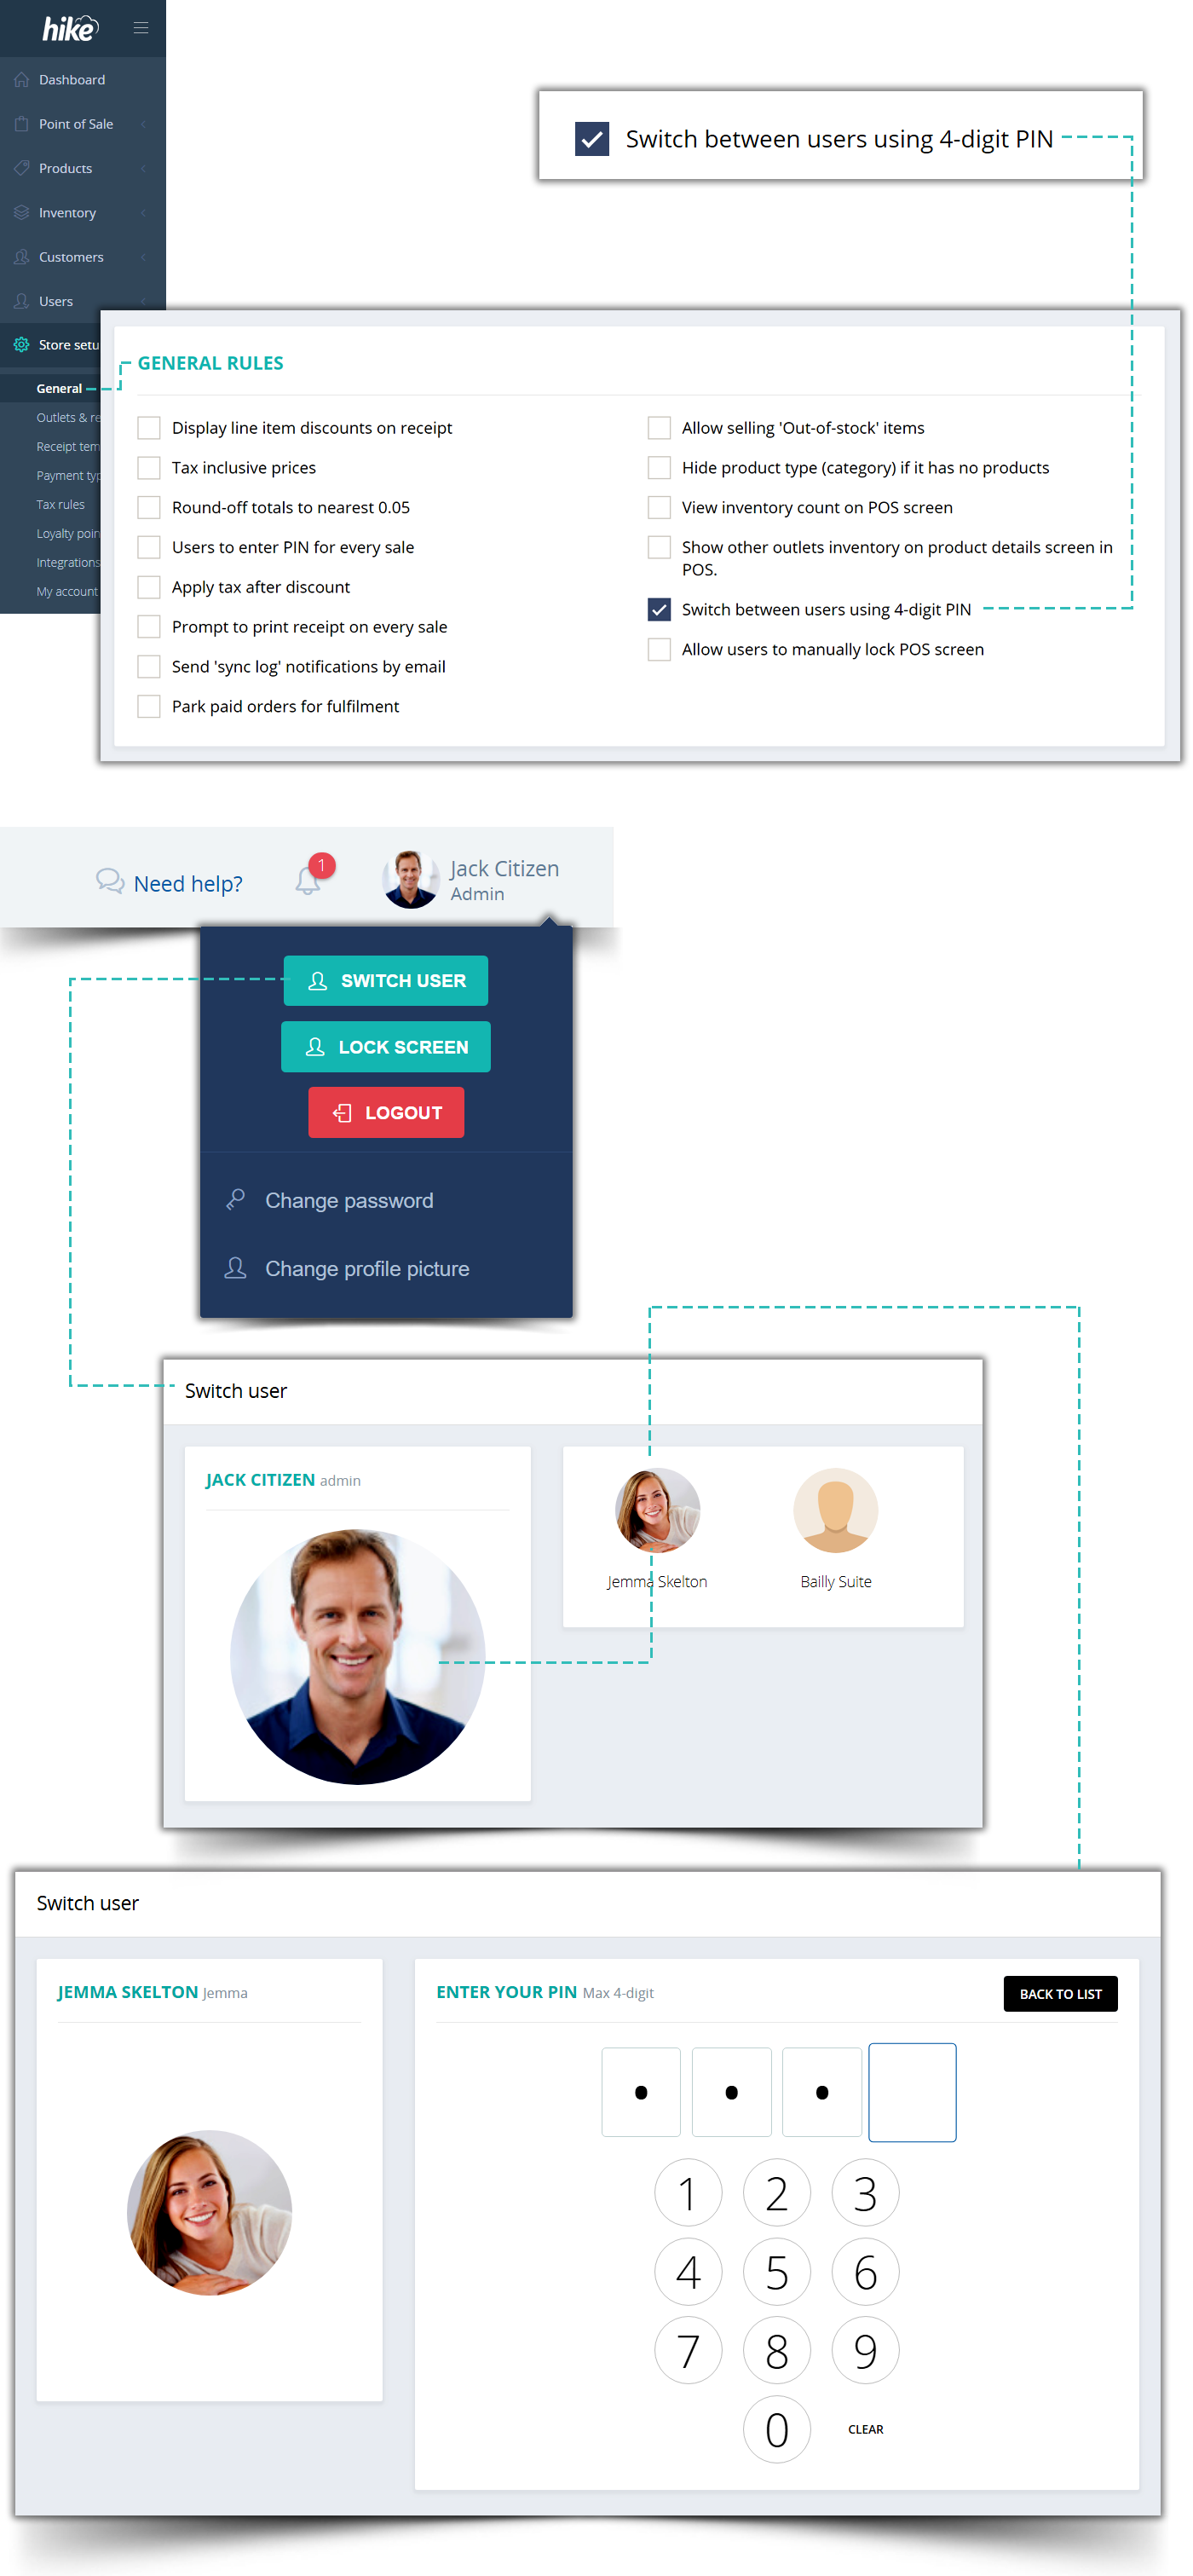 hike
Dashboard
Point of Sale
Products
Inventory
Customers
Users
Store setu
General
Outlets & re
Receipt tem
Payment typ
Tax rules
Loyalty poin
Integrations
My account
Switch between users using 4-digit PIN
GENERAL RULES
Display line item discounts on receipt
Tax inclusive prices
Round-off totals to nearest 0.05
Users to enter PIN for every sale
Apply tax after discount
Prompt to print receipt on every sale
Send 'sync log' notifications by email
Park paid orders for fulfilment
Allow selling 'Out-of-stock' items
Hide product type (category) if it has no products
View inventory count on POS screen
Show other outlets inventory on product details screen in
POS.
Switch between users using 4-digit PIN
Allow users to manually lock POS screen
Need help?
1
Jack Citizen
Admin
SWITCH USER
LOCK SCREEN
LOGOUT
Change password
Change profile picture
Switch user
JACK CITIZEN admin
Jemma Skelton
Bailly Suite
Switch user
JEMMA SKELTON Jemma
ENTER YOUR PIN Max 4-digit
BACK TO LIST
1 2 3
4 5 6
7 8 9
0 CLEAR